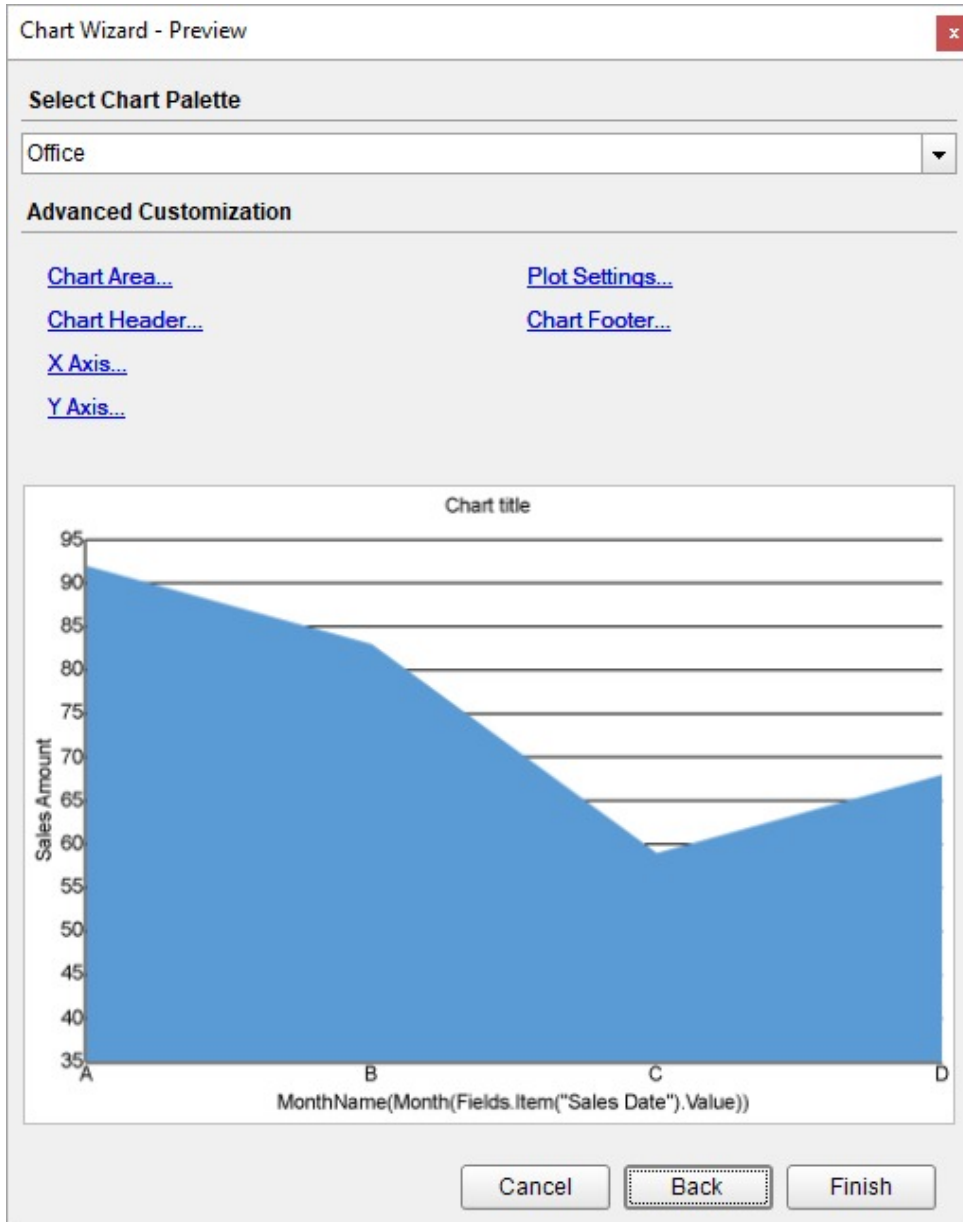 Chart Wizard - Preview
x
Select Chart Palette
Office
Advanced Customization
Chart Area...
Plot Settings...
Chart Header...
Chart Footer...
X Axis...
Y Axis...
Chart title
95
90
85
80
75
70
65
60
55
50
45
40
35
Sales Amount
A B C D
MonthName(Month(Fields.Item("Sales Date").Value))
Cancel Back Finish